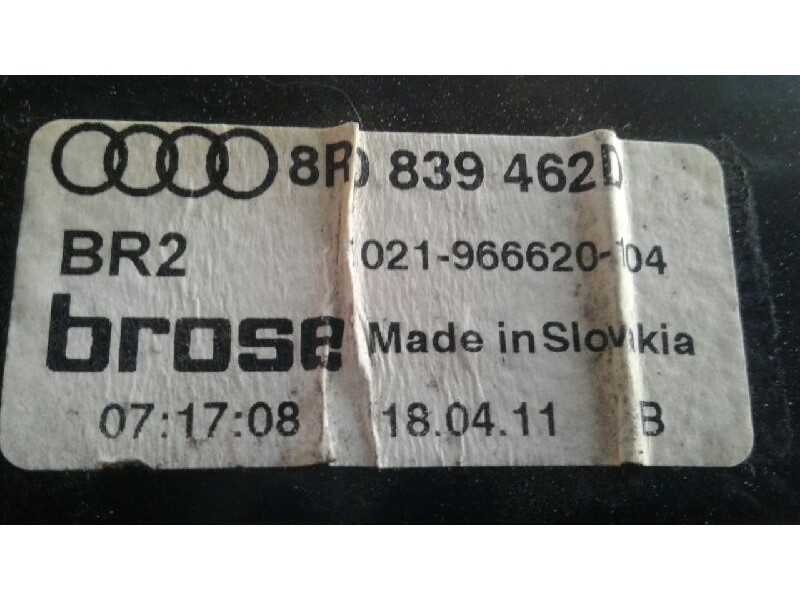 8R0 839 462D
BR2 1021-966620-104
brose Made in Slovakia
07:17:08 18.04.11 B